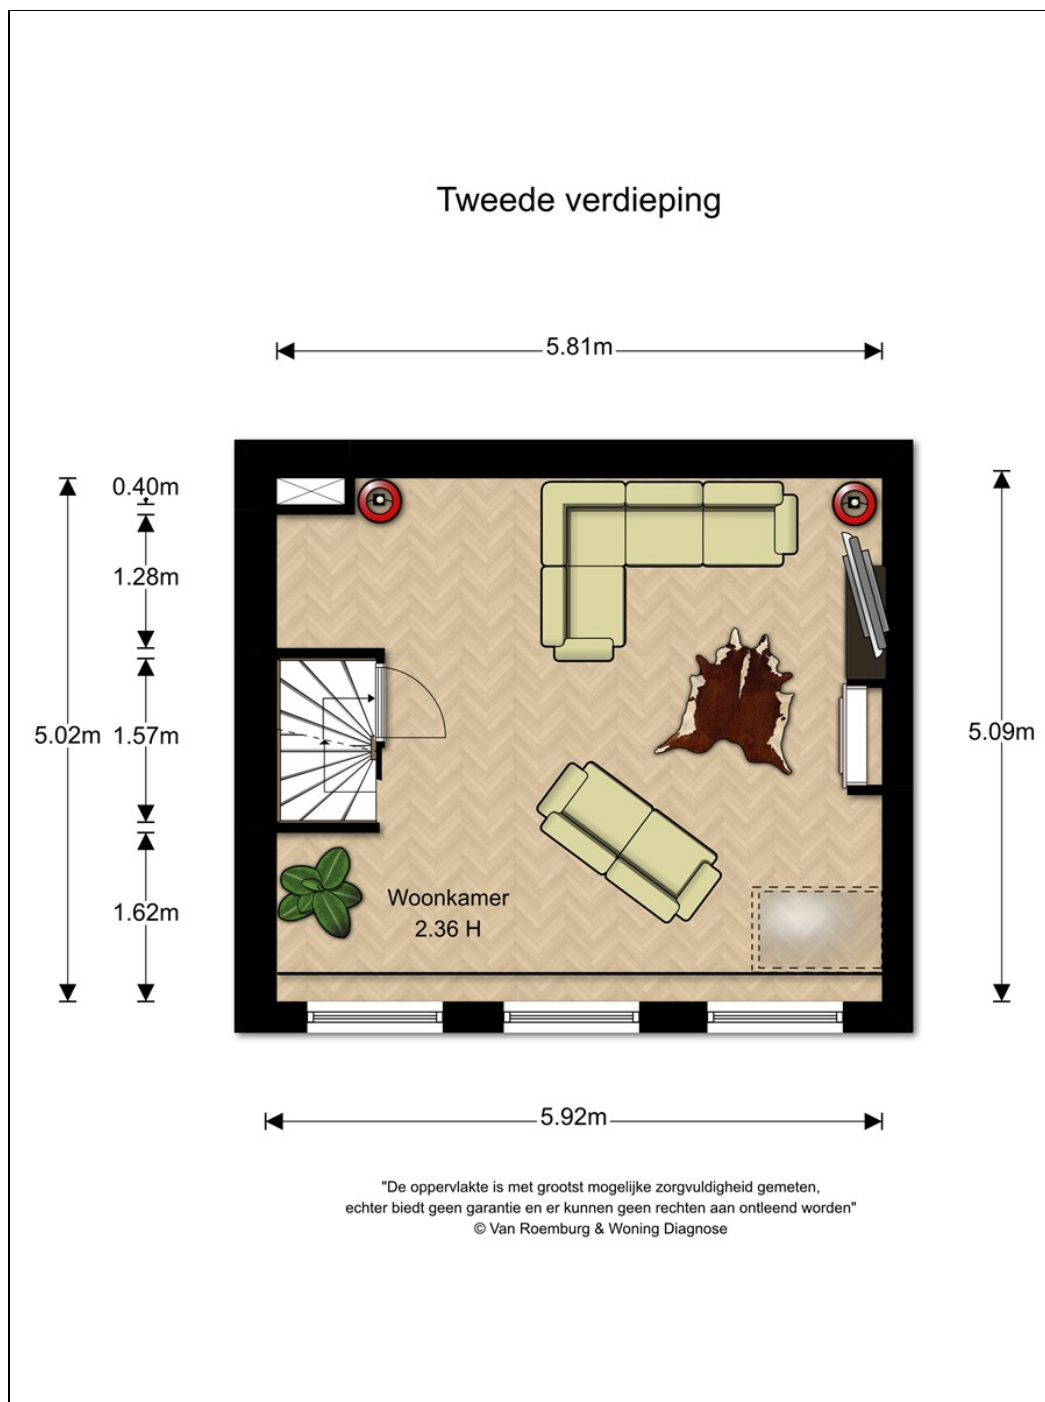 Tweede verdieping
5.81m
0.40m
1.28m
5.02m 1.57m
5.09m
1.62m
Woonkamer
2.36 H
5.92m
"De oppervlakte is met grootst mogelijke zorgvuldigheid gemeten,
echter biedt geen garantie en er kunnen geen rechten aan ontleend worden"
© Van Roemburg & Woning Diagnose